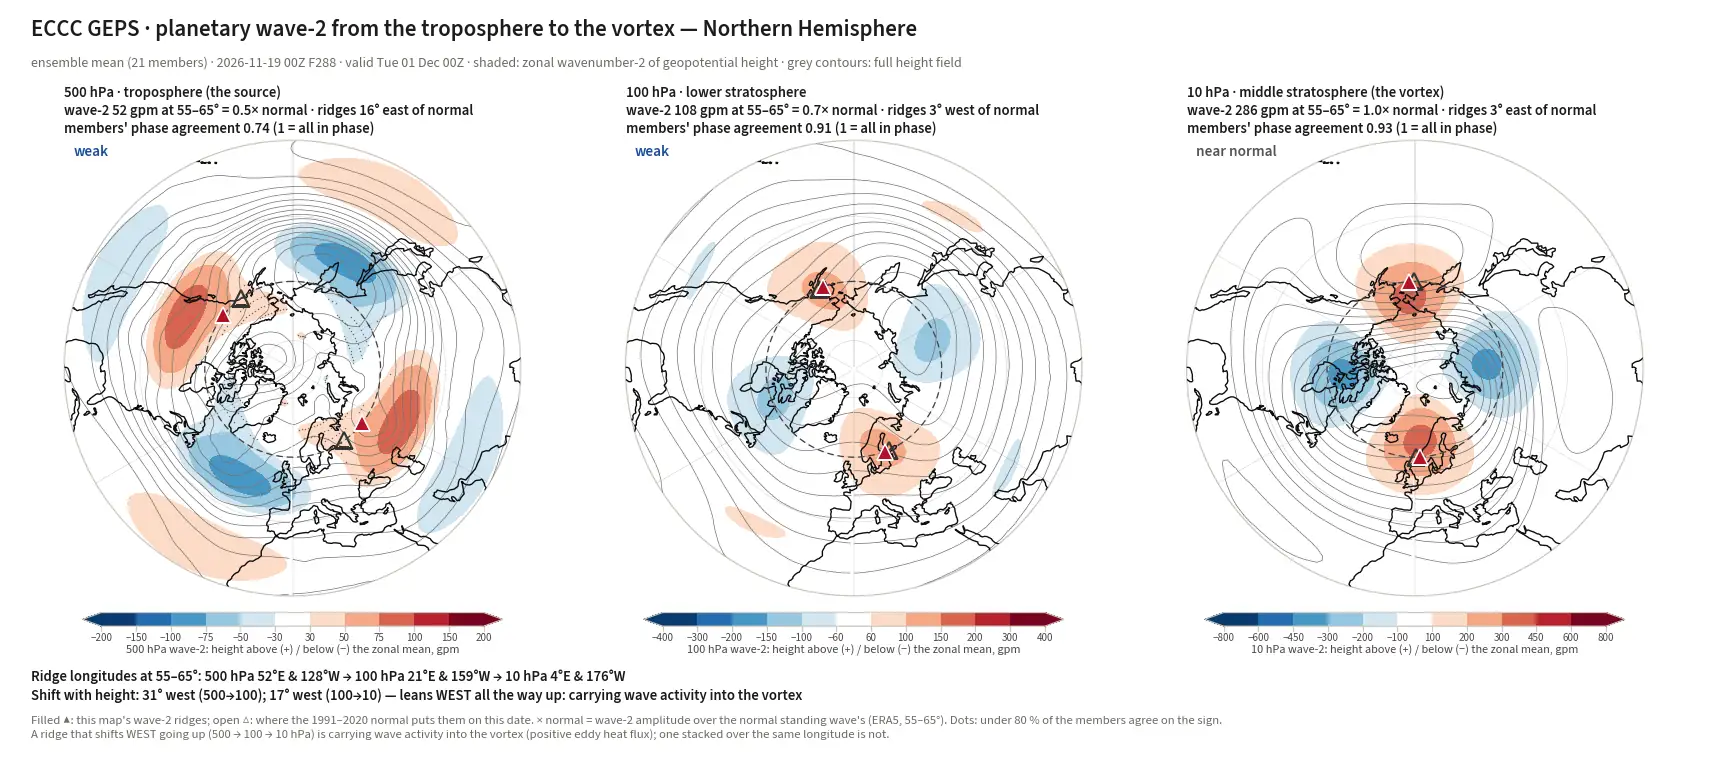 ECCC GEPS · planetary wave-2 from the troposphere to the vortex — Northern Hemisphere
ensemble mean (21 members) · 2026-11-19 00Z F288 · valid Tue 01 Dec 00Z · shaded: zonal wavenumber-2 of geopotential height · grey contours: full height field
500 hPa · troposphere (the source)
wave-2 52 gpm at 55–65° = 0.5× normal · ridges 16° east of normal
members' phase agreement 0.74 (1 = all in phase)
weak
100 hPa · lower stratosphere
wave-2 108 gpm at 55–65° = 0.7× normal · ridges 3° west of normal
members' phase agreement 0.91 (1 = all in phase)
weak
10 hPa · middle stratosphere (the vortex)
wave-2 286 gpm at 55–65° = 1.0× normal · ridges 3° east of normal
members' phase agreement 0.93 (1 = all in phase)
near normal
−200 −150 −100 −75 −50 −30 30 50 75 100 150 200
500 hPa wave-2: height above (+) / below (−) the zonal mean, gpm
−400 −300 −200 −150 −100 −60 60 100 150 200 300 400
100 hPa wave-2: height above (+) / below (−) the zonal mean, gpm
−800 −600 −450 −300 −200 −100 100 200 300 450 600 800
10 hPa wave-2: height above (+) / below (−) the zonal mean, gpm
Ridge longitudes at 55–65°: 500 hPa 52°E & 128°W → 100 hPa 21°E & 159°W → 10 hPa 4°E & 176°W
Shift with height: 31° west (500→100); 17° west (100→10) — leans WEST all the way up: carrying wave activity into the vortex
Filled ▲: this map's wave-2 ridges; open △: where the 1991–2020 normal puts them on this date. × normal = wave-2 amplitude over the normal standing wave's (ERA5, 55–65°). Dots: under 80 % of the members agree on the sign.
A ridge that shifts WEST going up (500 → 100 → 10 hPa) is carrying wave activity into the vortex (positive eddy heat flux); one stacked over the same longitude is not.